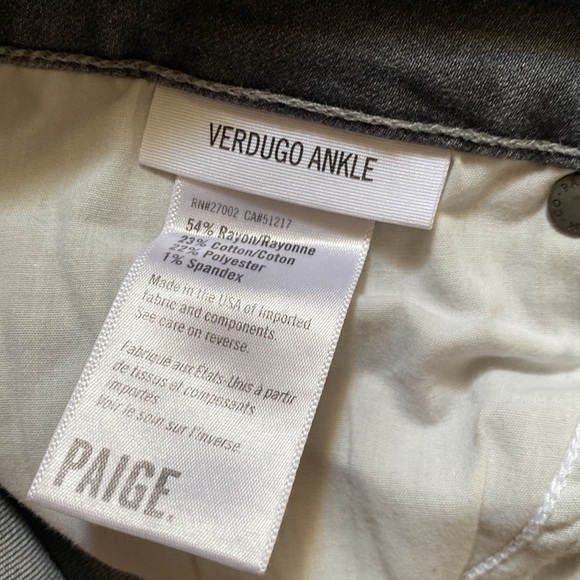 VERDUGO ANKLE
RN#27002 CA#51217
54% Rayon/Rayonne
23% Cotton/Coton
22% Polyester
1% Spandex
Made in the USA of imported
fabric and components.
See care on reverse.
Fabriqué aux États-Unis à partir
de tissus et composants
importés
Voir le soin sur l'inverse
PAIGE.